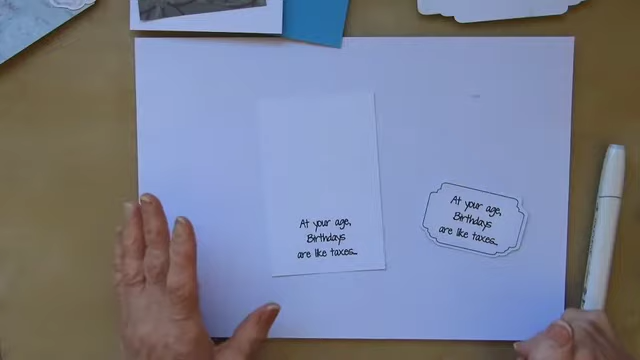 At your age,
Birthdays
are like taxes...
At your age,
Birthdays
are like taxes...